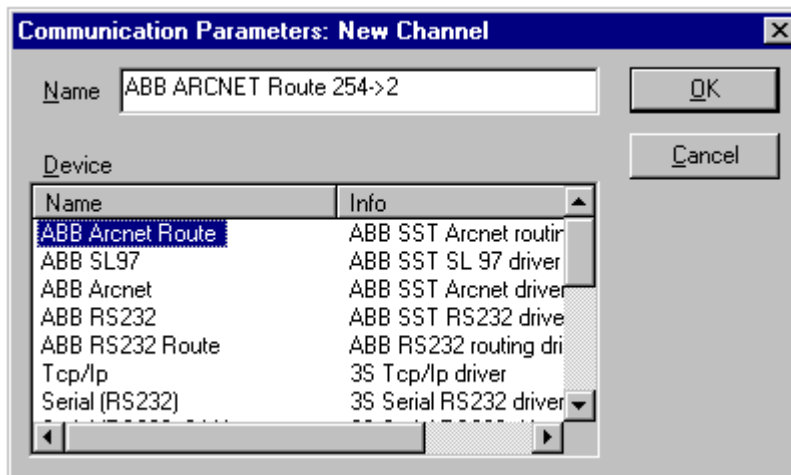 Communication Parameters: New Channel
Name ABB ARCNET Route 254->2 OK
Cancel
Device
Name Info
ABB Arcnet Route ABB SST Arcnet routin
ABB SL97 ABB SST SL 97 driver
ABB Arcnet ABB SST Arcnet driver
ABB RS232 ABB SST RS232 drive
ABB RS232 Route ABB RS232 routing dri
Tcp/Ip 3S Tcp/Ip driver
Serial (RS232) 3S Serial RS232 driver